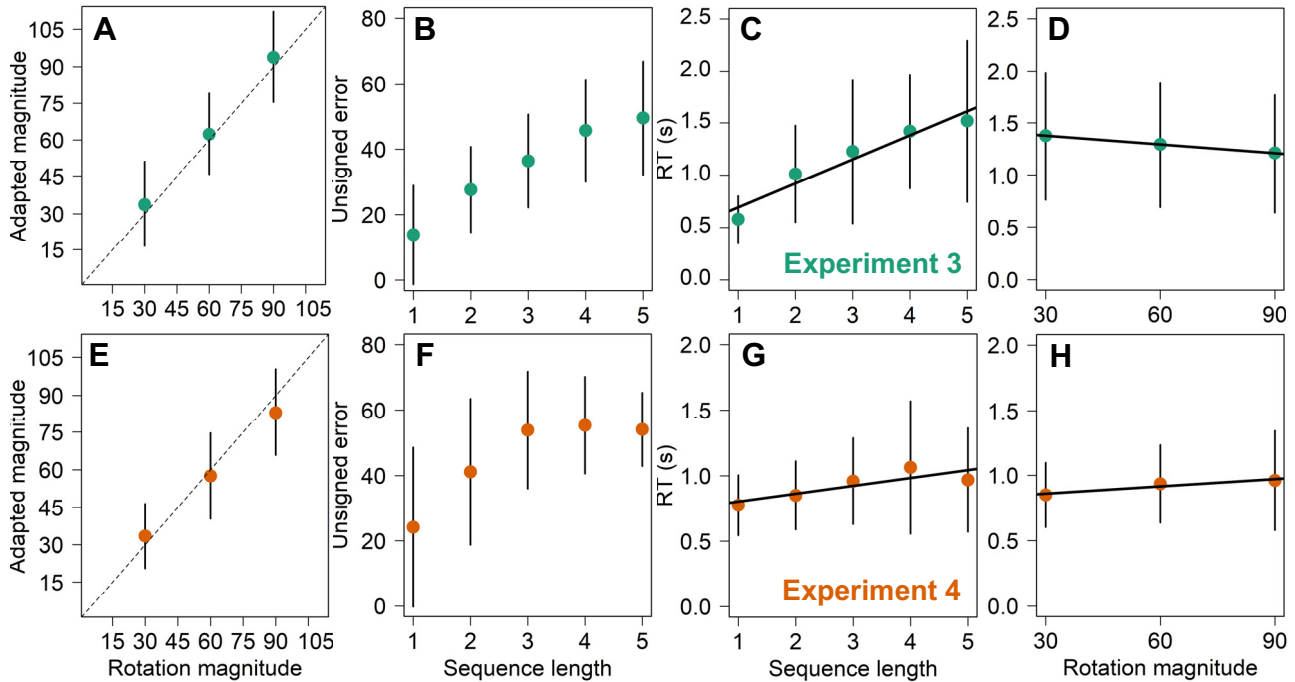 A
Adapted magnitude
105
90
75
60
45
30
15
15 30 45 60 75 90 105
B
Unsigned error
80
60
40
20
0
1 2 3 4 5
C
RT (s)
2.5
2.0
1.5
1.0
0.5
0.0
Experiment 3
1 2 3 4 5
D
2.5
2.0
1.5
1.0
0.5
0.0
30 60 90
E
Adapted magnitude
105
90
75
60
45
30
15
15 30 45 60 75 90 105
Rotation magnitude
F
Unsigned error
80
60
40
20
0
1 2 3 4 5
Sequence length
G
RT (s)
2.0
1.5
1.0
0.5
0.0
Experiment 4
1 2 3 4 5
Sequence length
H
2.0
1.5
1.0
0.5
0.0
30 60 90
Rotation magnitude